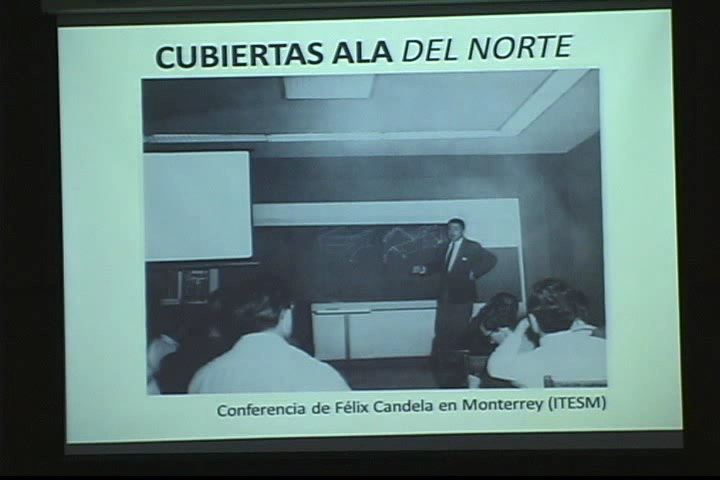 CUBIERTAS ALA DEL NORTE
Conferencia de Félix Candela en Monterrey (ITESM)